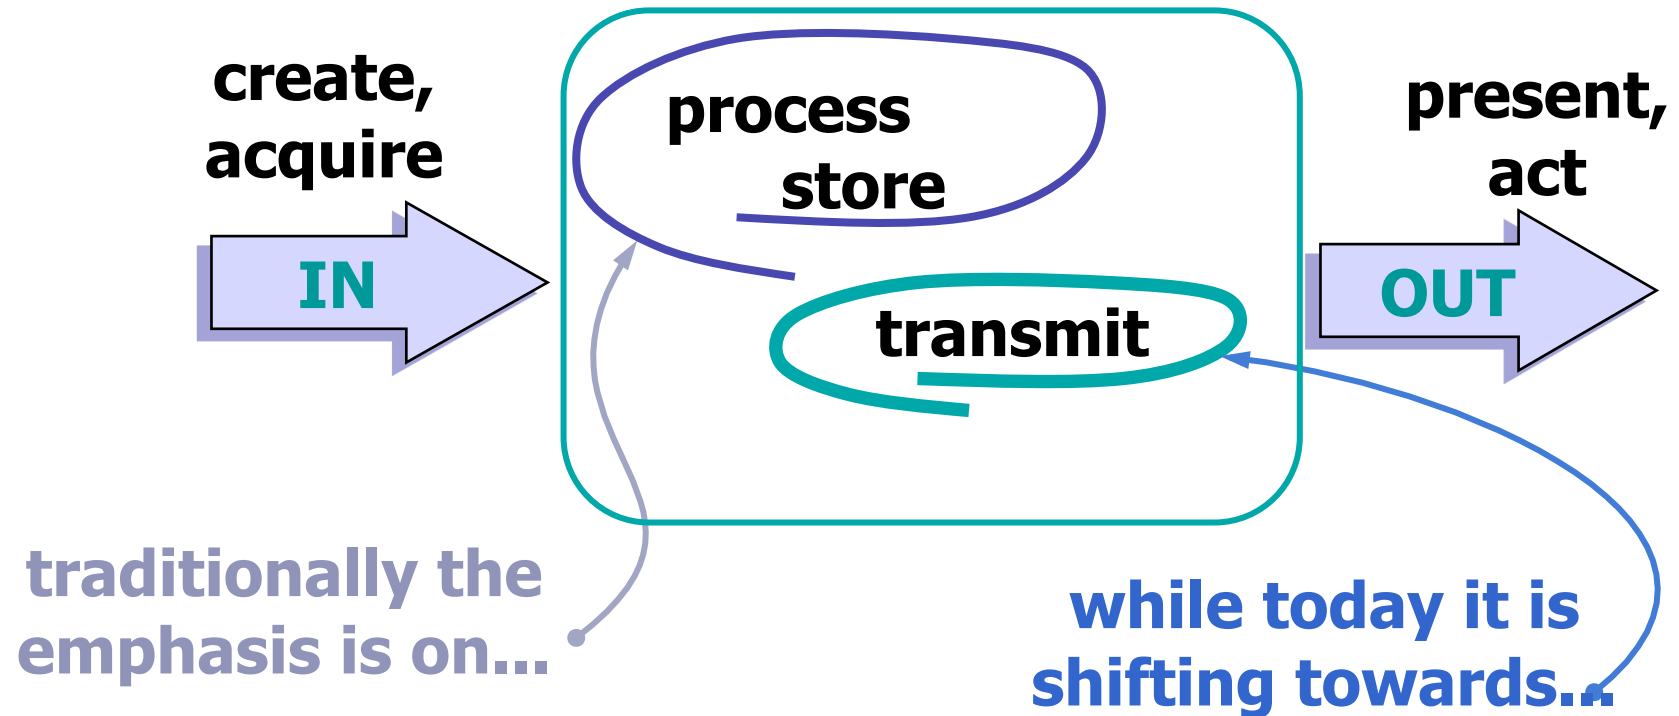 create,
acquire
IN
process
store
transmit
present,
act
OUT
traditionally the
emphasis is on...
while today it is
shifting towards...